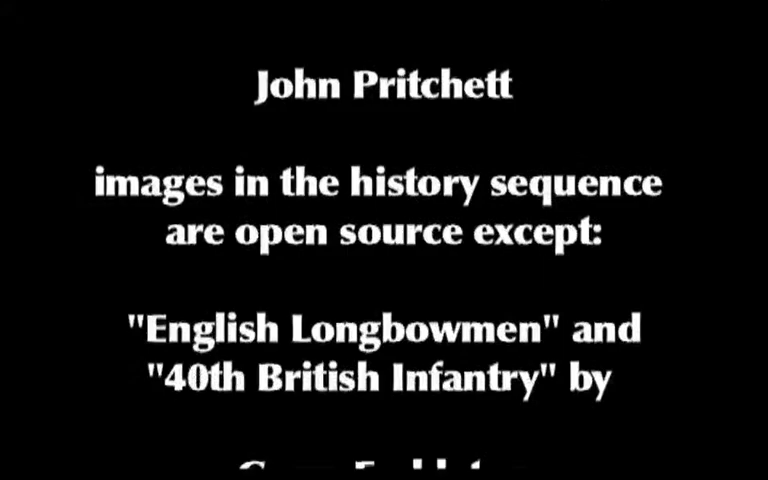 John Pritchett
images in the history sequence
are open source except:
"English Longbowmen" and
"40th British Infantry" by